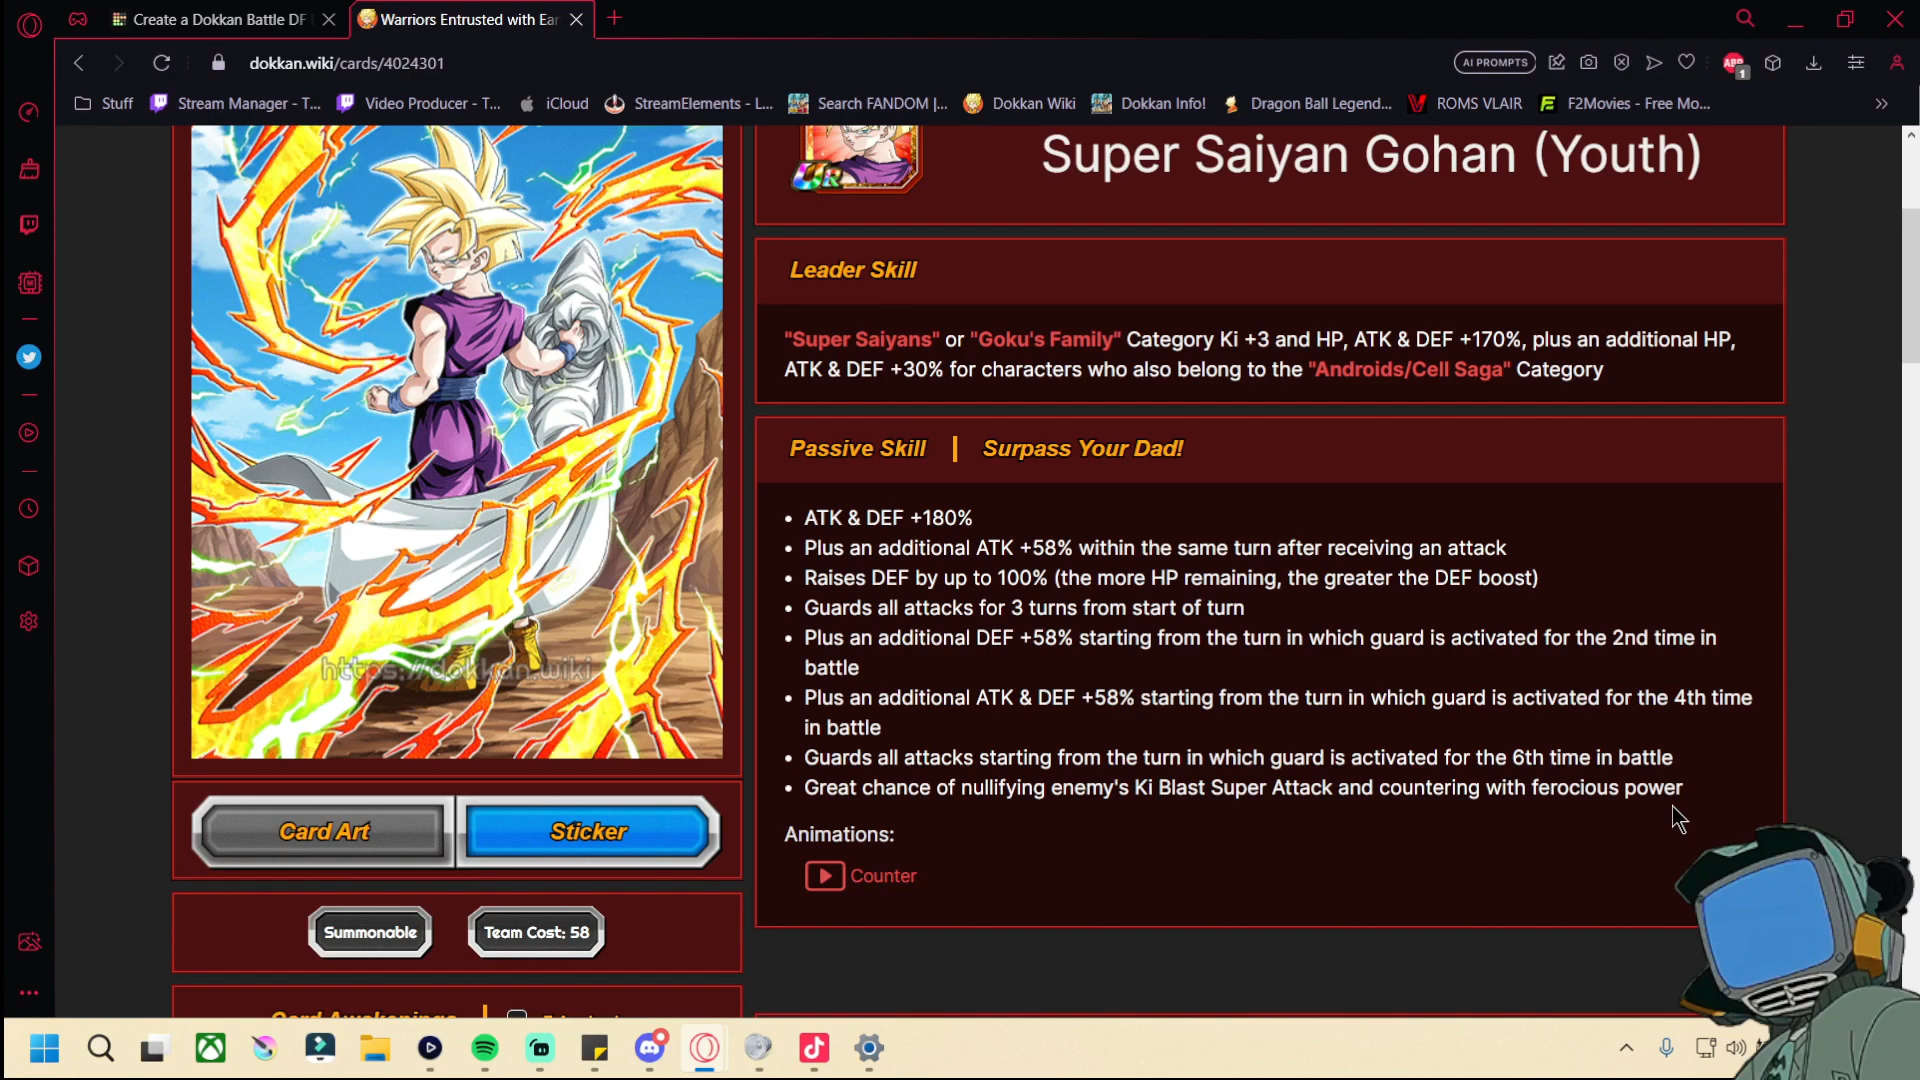 Create a Dokkan Battle DF
Warriors Entrusted with Ear
dokkan.wiki/cards/4024301
AI PROMPTS
ABP
1
Stuff
Stream Manager - T...
Video Producer - T...
iCloud
StreamElements - L...
Search FANDOM |...
Dokkan Wiki
Dokkan Info!
Dragon Ball Legend...
ROMS VLAIR
F2Movies - Free Mo...
UR
Super Saiyan Gohan (Youth)
Leader Skill
"Super Saiyans" or "Goku's Family" Category Ki +3 and HP, ATK & DEF +170%, plus an additional HP,
ATK & DEF +30% for characters who also belong to the "Androids/Cell Saga" Category
Passive Skill | Surpass Your Dad!
• ATK & DEF +180%
• Plus an additional ATK +58% within the same turn after receiving an attack
• Raises DEF by up to 100% (the more HP remaining, the greater the DEF boost)
• Guards all attacks for 3 turns from start of turn
• Plus an additional DEF +58% starting from the turn in which guard is activated for the 2nd time in
battle
• Plus an additional ATK & DEF +58% starting from the turn in which guard is activated for the 4th time
in battle
• Guards all attacks starting from the turn in which guard is activated for the 6th time in battle
• Great chance of nullifying enemy's Ki Blast Super Attack and countering with ferocious power
Animations:
Counter
https://dokkan.wiki
Card Art
Sticker
Summonable
Team Cost: 58
Card Awakenings |